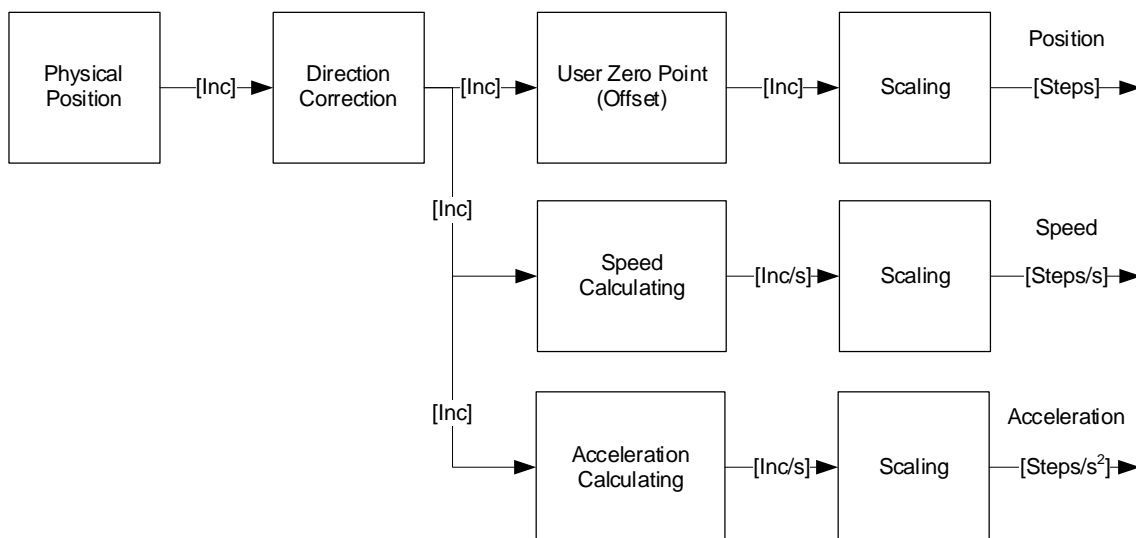 Physical
Position
[Inc]
Direction
Correction
[Inc]
User Zero Point
(Offset)
[Inc]
Scaling
Position
[Steps]
[Inc]
Speed
Calculating
[Inc/s]
Scaling
Speed
[Steps/s]
[Inc]
Acceleration
Calculating
[Inc/s]
Scaling
Acceleration
[Steps/s²]